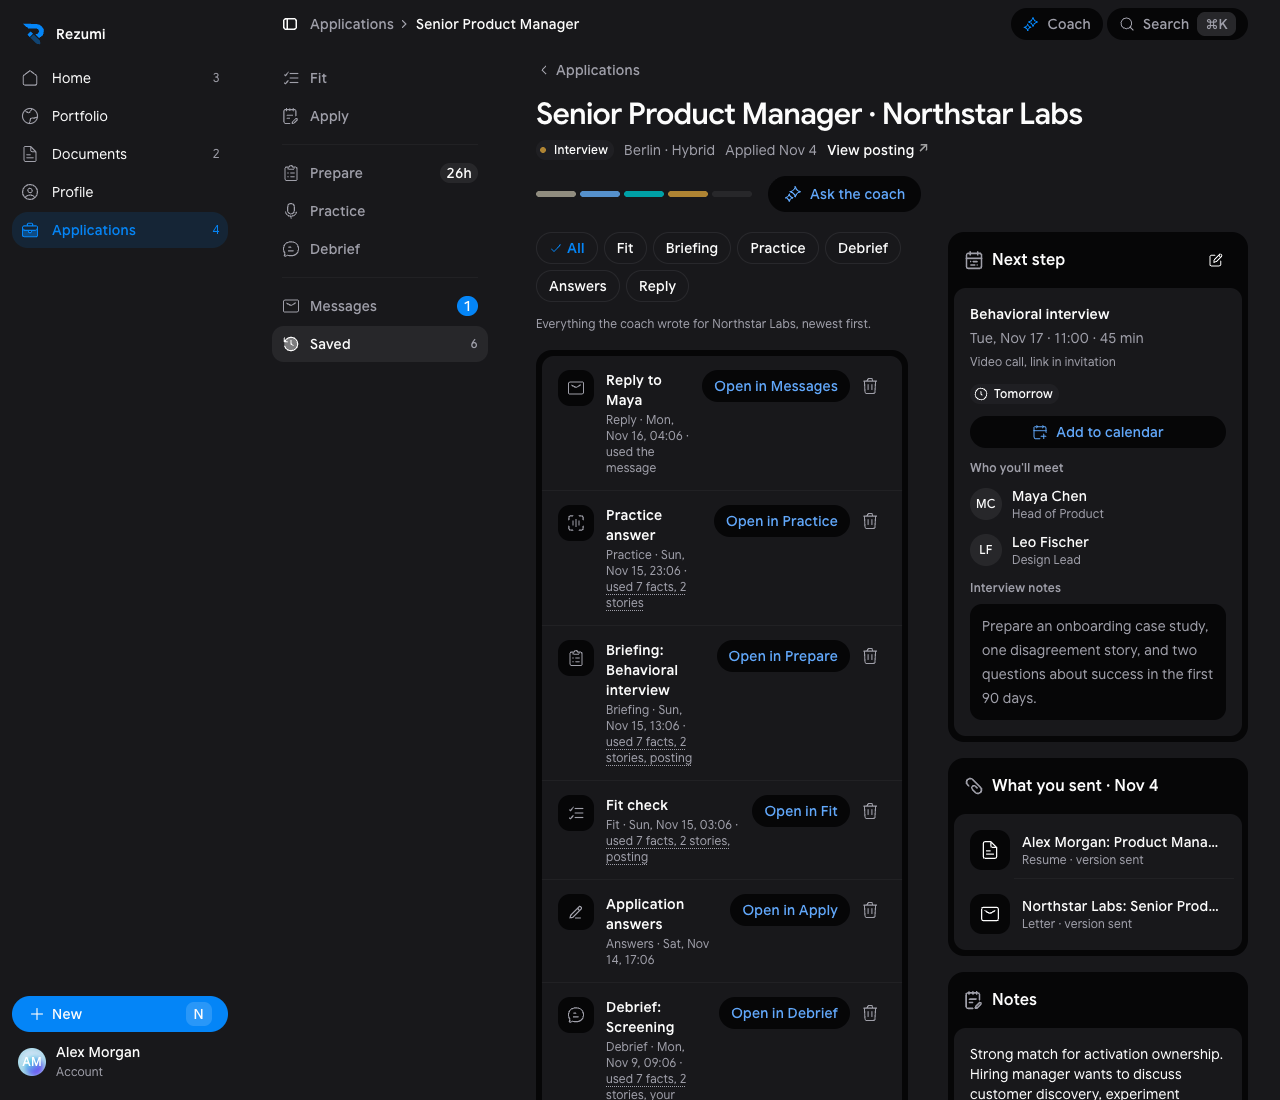 Rezumi
Home 3
Portfolio
Documents 2
Profile
Applications 4
New N
AM
Alex Morgan
Account
Applications > Senior Product Manager
Coach
Search ⌘K
Fit
Apply
Prepare 26h
Practice
Debrief
Messages 1
Saved 6
Applications
Senior Product Manager · Northstar Labs
Interview Berlin · Hybrid Applied Nov 4 View posting
Ask the coach
All Fit Briefing Practice Debrief
Answers Reply
Everything the coach wrote for Northstar Labs, newest first.
Reply to
Maya
Reply · Mon,
Nov 16, 04:06 ·
used the
message
Open in Messages
Practice
answer
Practice · Sun,
Nov 15, 23:06 ·
used 7 facts, 2
stories
Open in Practice
Briefing:
Behavioral
interview
Briefing · Sun,
Nov 15, 13:06 ·
used 7 facts, 2
stories, posting
Open in Prepare
Fit check
Fit · Sun, Nov 15, 03:06 ·
used 7 facts, 2 stories,
posting
Open in Fit
Application
answers
Answers · Sat, Nov
14, 17:06
Open in Apply
Debrief:
Screening
Debrief · Mon,
Nov 9, 09:06 ·
used 7 facts, 2
stories, your
Open in Debrief
Next step
Behavioral interview
Tue, Nov 17 · 11:00 · 45 min
Video call, link in invitation
Tomorrow
Add to calendar
Who you'll meet
MC
Maya Chen
Head of Product
LF
Leo Fischer
Design Lead
Interview notes
Prepare an onboarding case study,
one disagreement story, and two
questions about success in the first
90 days.
What you sent · Nov 4
Alex Morgan: Product Mana…
Resume · version sent
Northstar Labs: Senior Prod…
Letter · version sent
Notes
Strong match for activation ownership.
Hiring manager wants to discuss
customer discovery, experiment